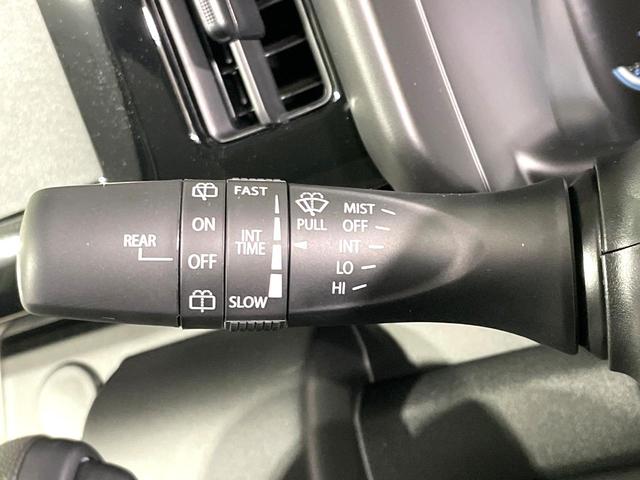 REAR
ON
OFF
FAST
INT
TIME
SLOW
PULL
MIST
OFF
INT
LO
HI